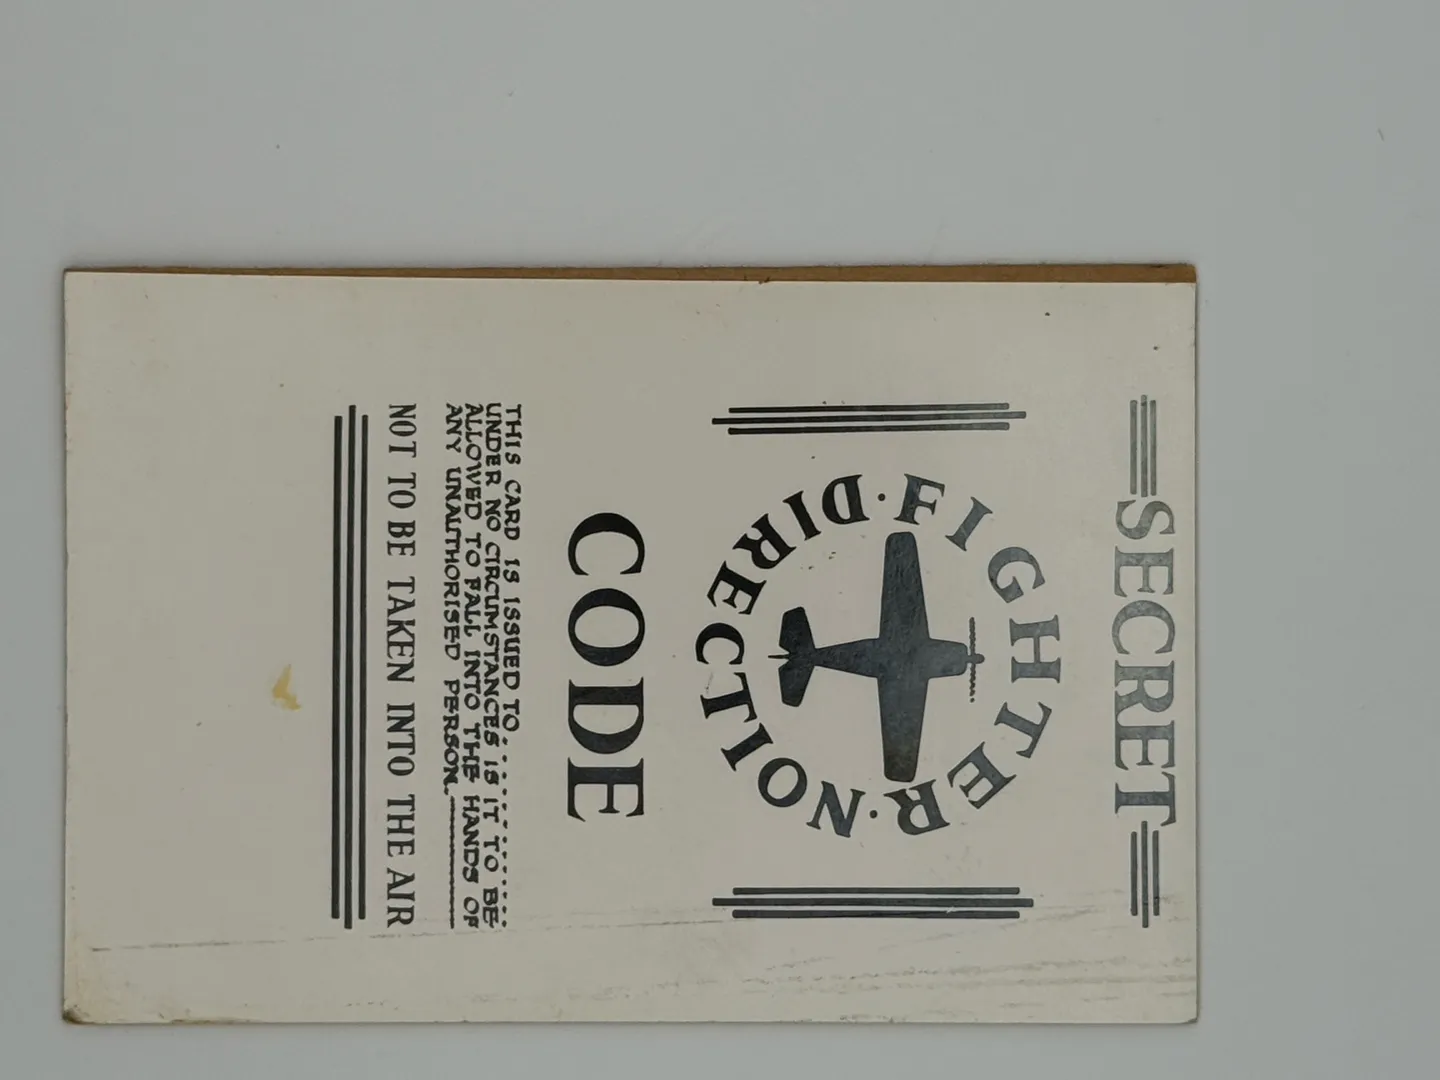 SECRET
FIGHTER · DIRECTION ·
CODE
THIS CARD IS ISSUED TO...............
UNDER NO CIRCUMSTANCES IS IT TO BE
ALLOWED TO FALL INTO THE HANDS OF
ANY UNAUTHORISED PERSON.
NOT TO BE TAKEN INTO THE AIR